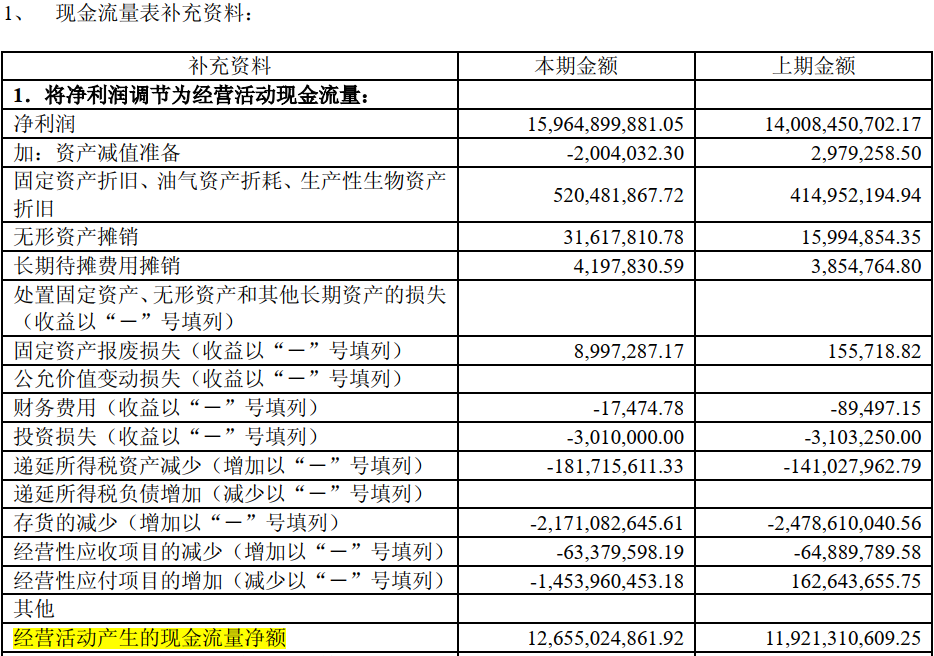 1、 现金流量表补充资料：
补充资料 本期金额 上期金额
1．将净利润调节为经营活动现金流量：
净利润 15,964,899,881.05 14,008,450,702.17
加：资产减值准备 -2,004,032.30 2,979,258.50
固定资产折旧、油气资产折耗、生产性生物资产
折旧 520,481,867.72 414,952,194.94
无形资产摊销 31,617,810.78 15,994,854.35
长期待摊费用摊销 4,197,830.59 3,854,764.80
处置固定资产、无形资产和其他长期资产的损失
（收益以“－”号填列）
固定资产报废损失（收益以“－”号填列） 8,997,287.17 155,718.82
公允价值变动损失（收益以“－”号填列）
财务费用（收益以“－”号填列） -17,474.78 -89,497.15
投资损失（收益以“－”号填列） -3,010,000.00 -3,103,250.00
递延所得税资产减少（增加以“－”号填列） -181,715,611.33 -141,027,962.79
递延所得税负债增加（减少以“－”号填列）
存货的减少（增加以“－”号填列） -2,171,082,645.61 -2,478,610,040.56
经营性应收项目的减少（增加以“－”号填列） -63,379,598.19 -64,889,789.58
经营性应付项目的增加（减少以“－”号填列） -1,453,960,453.18 162,643,655.75
其他
经营活动产生的现金流量净额 12,655,024,861.92 11,921,310,609.25